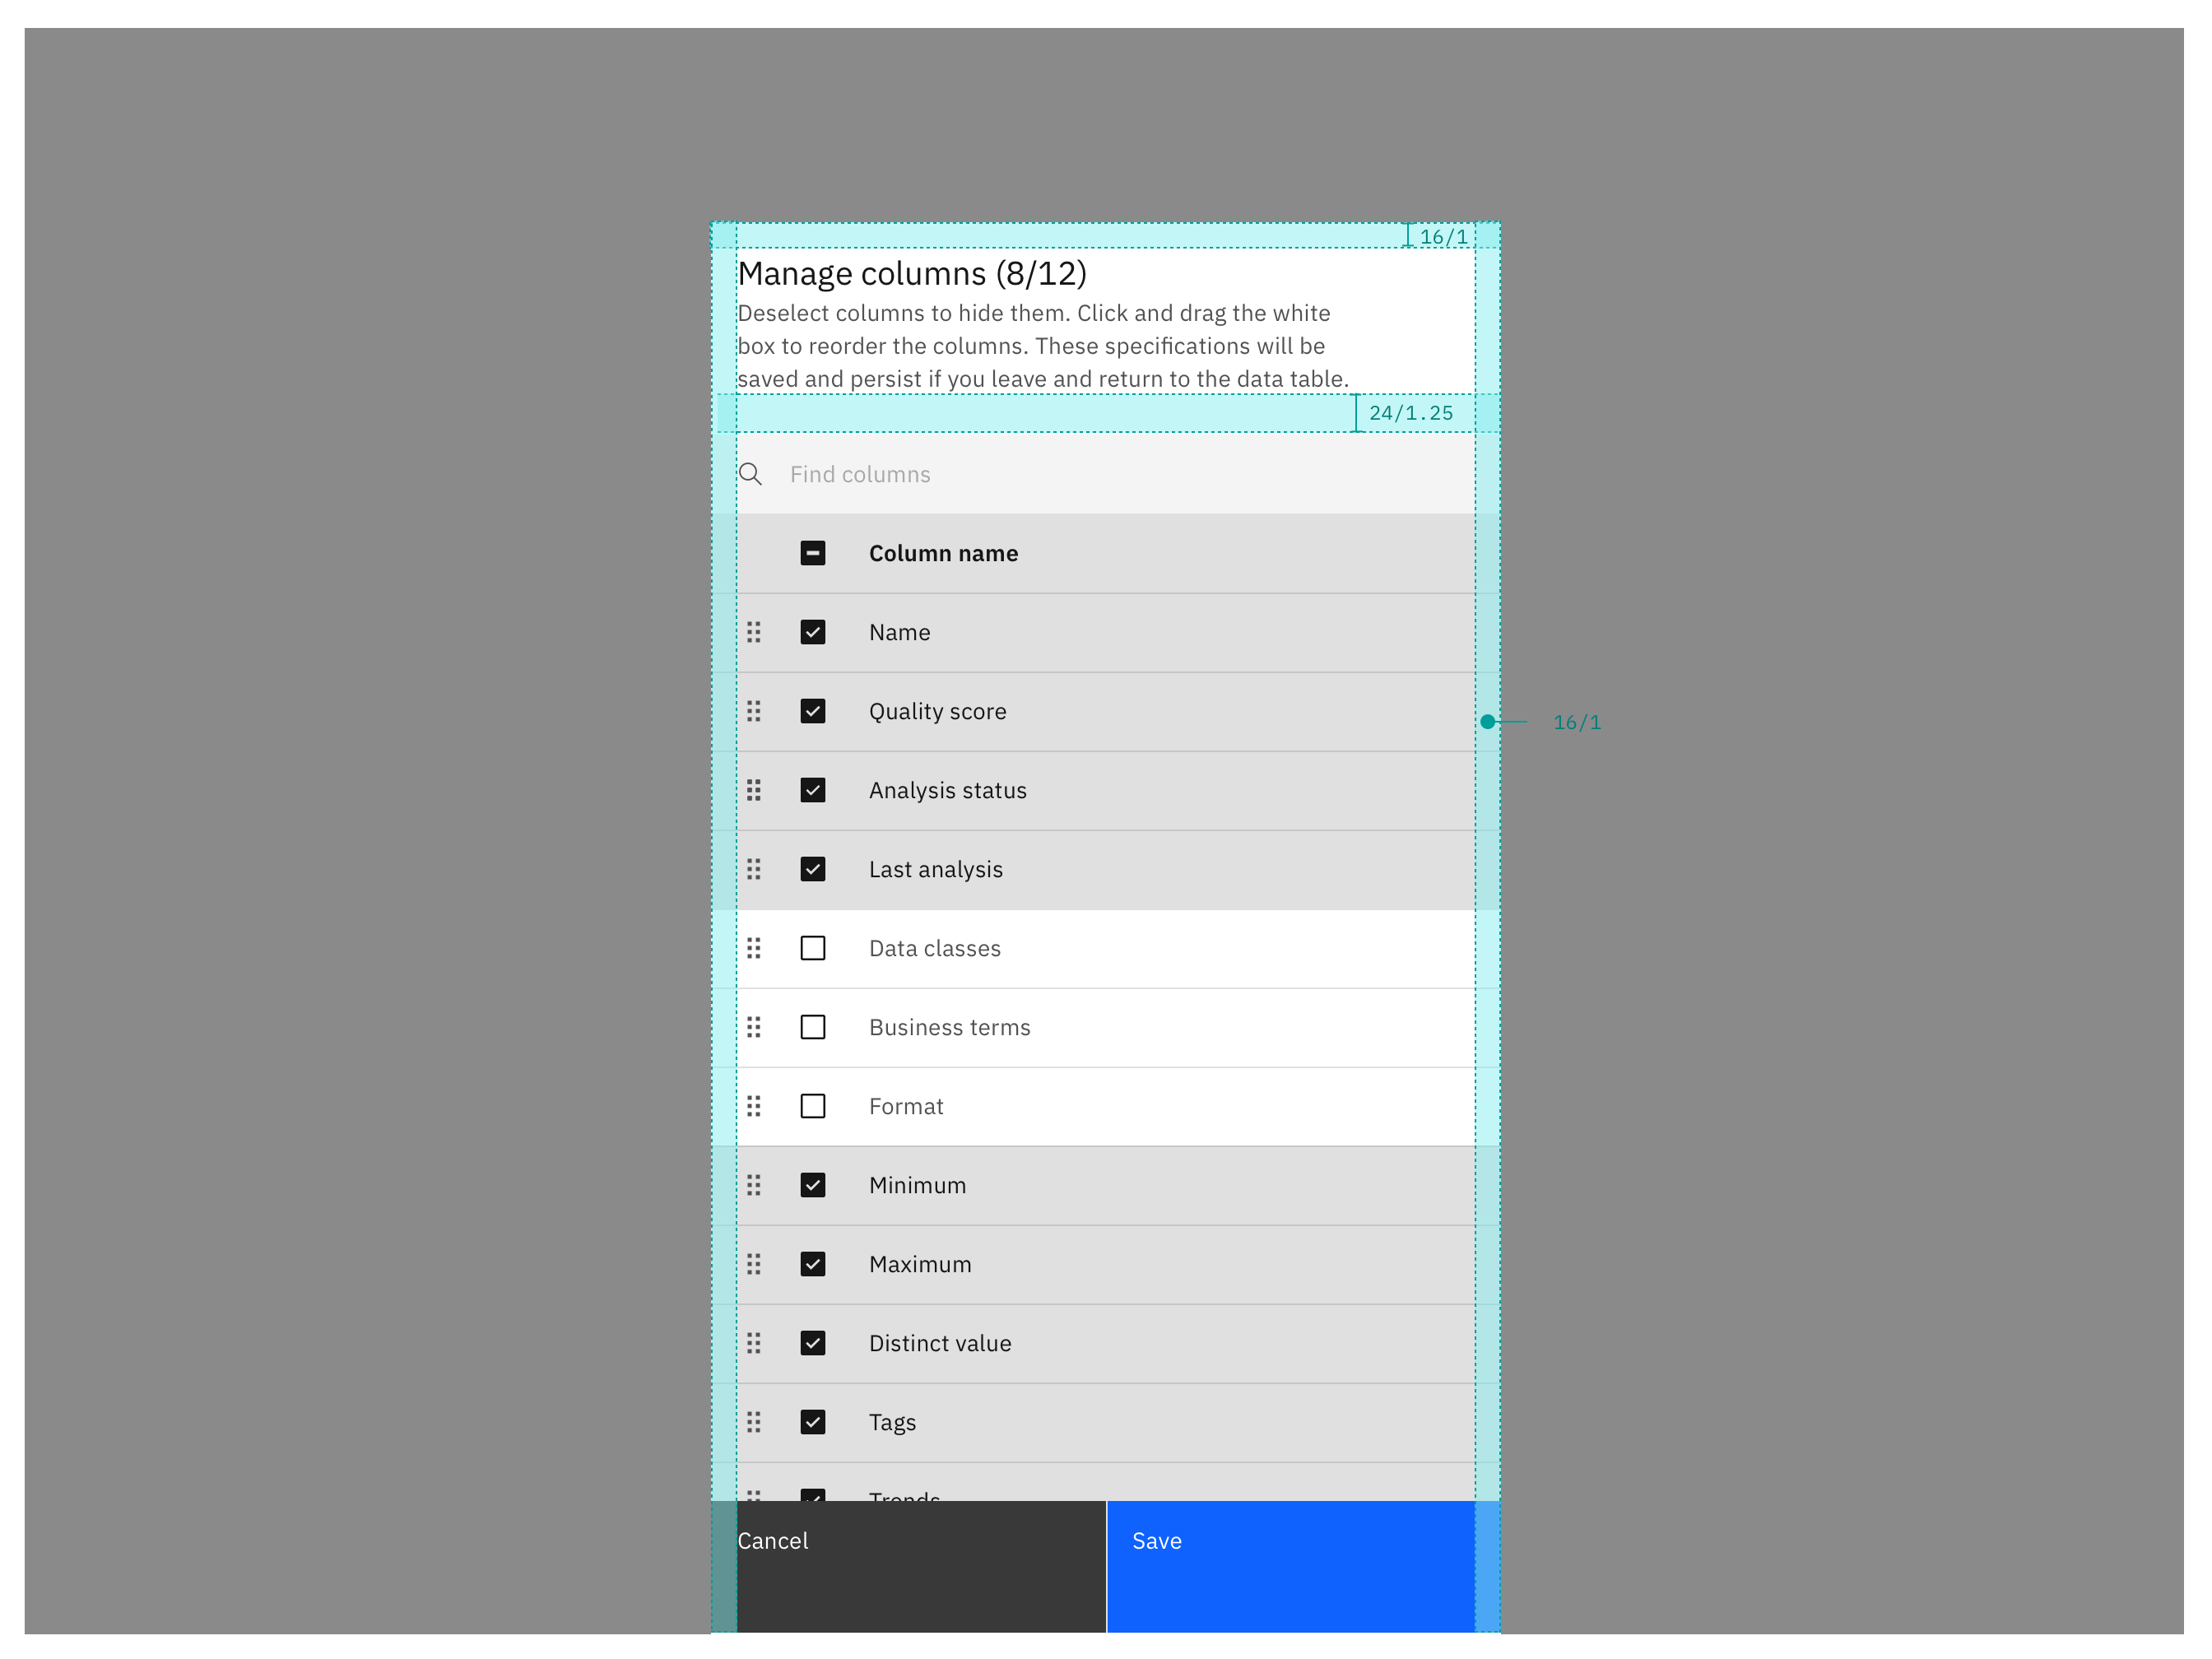 16/1
Manage columns (8/12)
Deselect columns to hide them. Click and drag the white
box to reorder the columns. These specifications will be
saved and persist if you leave and return to the data table.
24/1.25
Find columns
Column name
Name
Quality score
16/1
Analysis status
Last analysis
Data classes
Business terms
Format
Minimum
Maximum
Distinct value
Tags
Trends
Cancel
Save